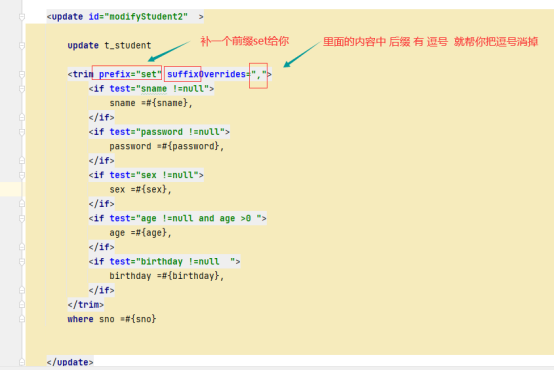 <update id="modifyStudent2"  >
补一个前缀set给你
里面的内容中 后缀 有 逗号  就帮你把逗号消掉
update t_student
<trim prefix="set" suffixOverrides=",">
<if test="sname !=null">
sname =#{sname},
</if>
<if test="password !=null">
password =#{password},
</if>
<if test="sex !=null">
sex =#{sex},
</if>
<if test="age !=null and age >0 ">
age =#{age},
</if>
<if test="birthday !=null  ">
birthday =#{birthday},
</if>
</trim>
where sno =#{sno}
</update>